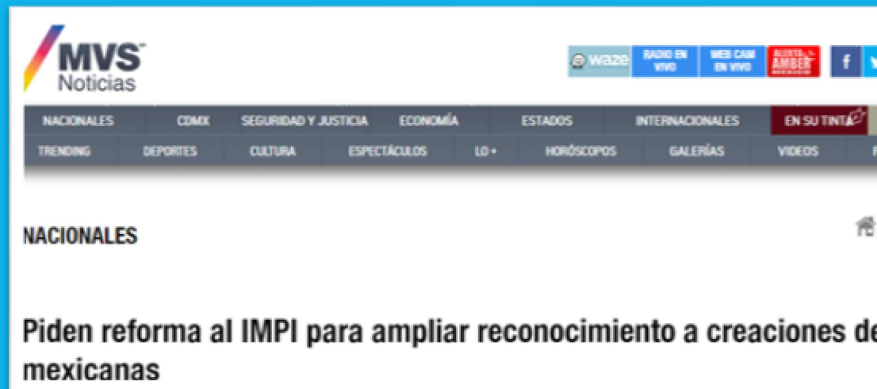 MVS
Noticias
waze RADIO EN VIVO WEB CAM EN VIVO ALERTA AMBER MEXICO f
NACIONALES CDMX SEGURIDAD Y JUSTICIA ECONOMÍA ESTADOS INTERNACIONALES EN SU TINTA
TRENDING DEPORTES CULTURA ESPECTÁCULOS LO + HORÓSCOPOS GALERÍAS VIDEOS
NACIONALES
Piden reforma al IMPI para ampliar reconocimiento a creaciones de
mexicanas